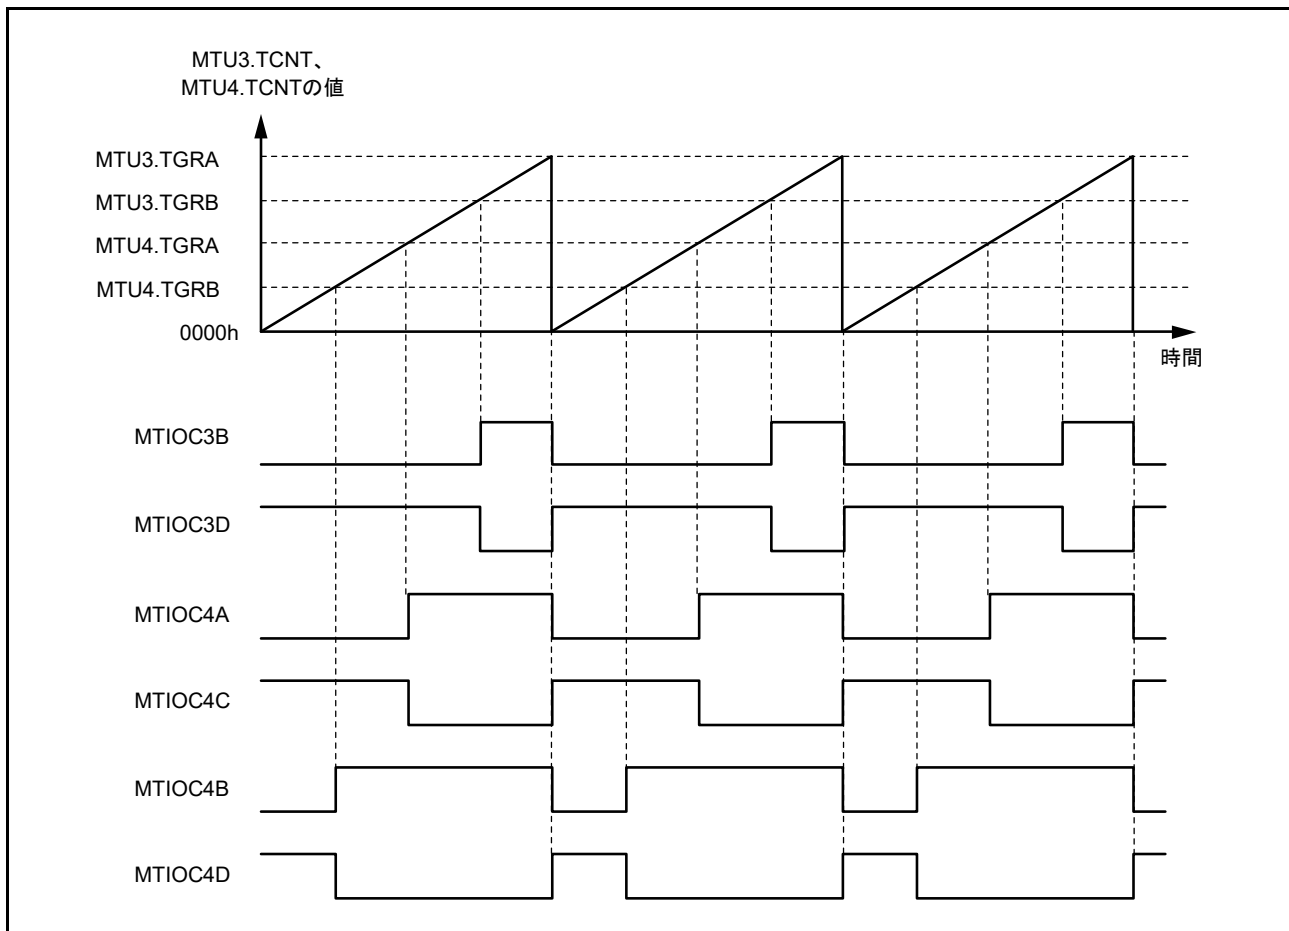 MTU3.TCNT、
MTU4.TCNTの値
MTU3.TGRA
MTU3.TGRB
MTU4.TGRA
MTU4.TGRB
0000h
時間
MTIOC3B
MTIOC3D
MTIOC4A
MTIOC4C
MTIOC4B
MTIOC4D